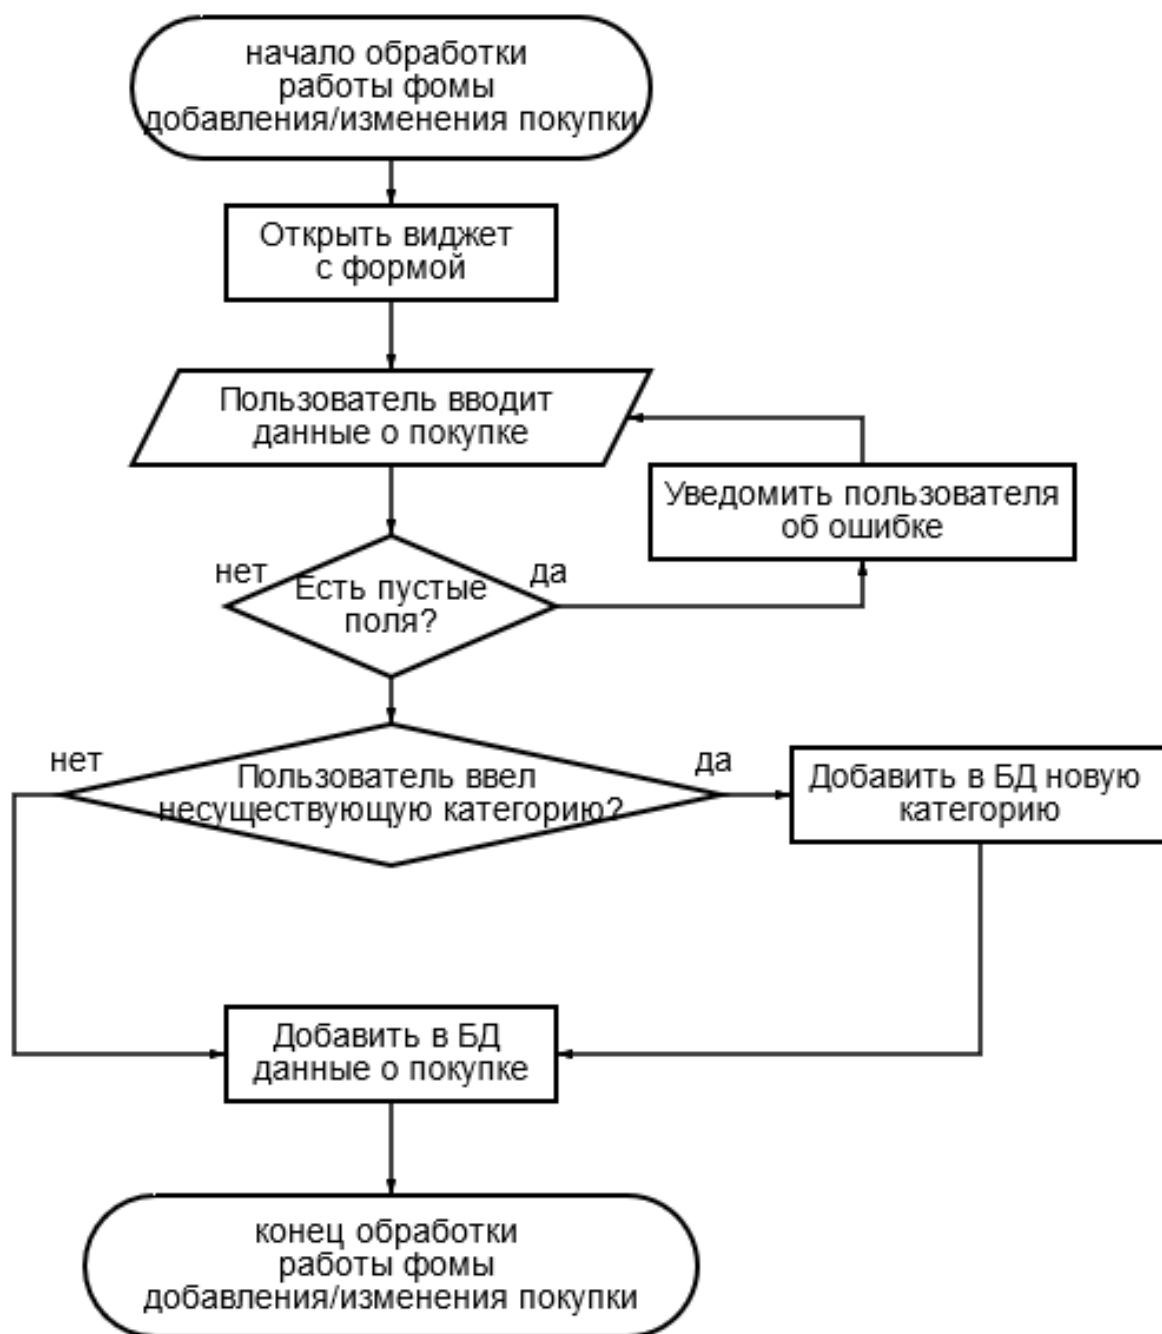 начало обработки
работы фомы
добавления/изменения покупки
Открыть виджет
с формой
Пользователь вводит
данные о покупке
Уведомить пользователя
об ошибке
нет
Есть пустые
поля?
да
нет
Пользователь ввел
несуществующую категорию?
да
Добавить в БД новую
категорию
Добавить в БД
данные о покупке
конец обработки
работы фомы
добавления/изменения покупки